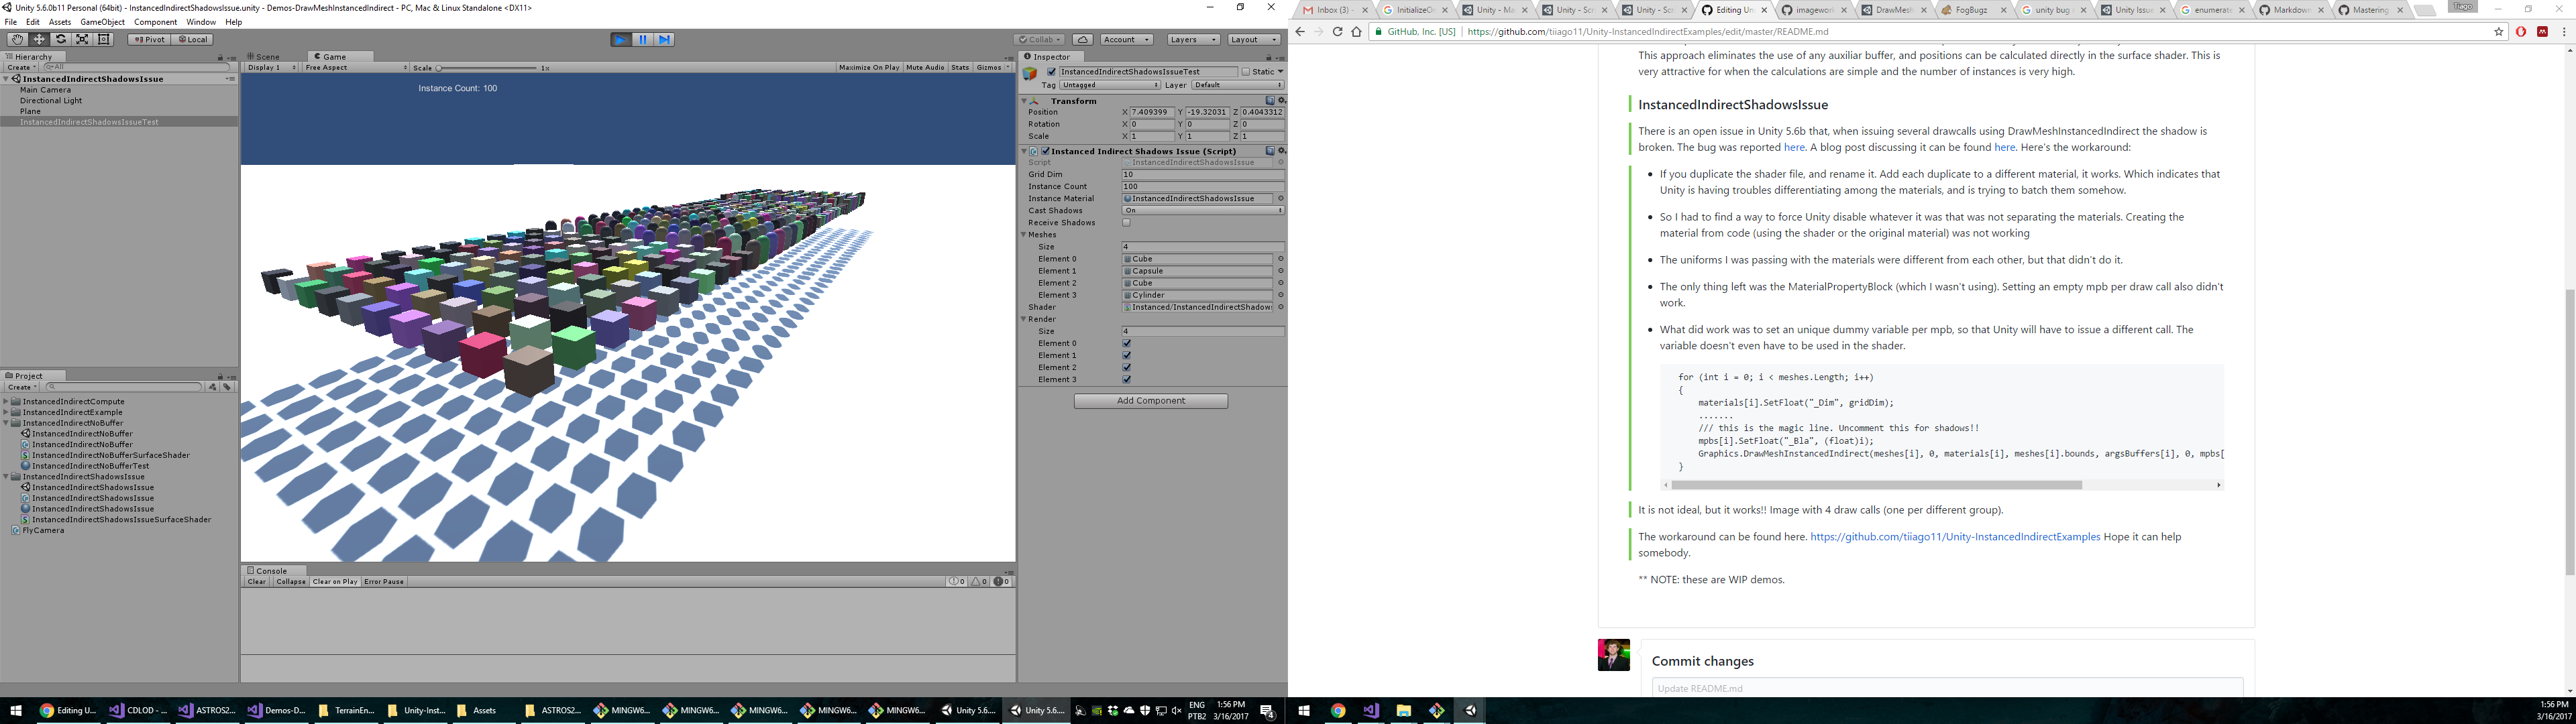 Unity 5.6.0b11 Personal (64bit) - InstancedIndirectShadowsIssue.unity - Demos-DrawMeshInstancedIndirect - PC, Mac & Linux Standalone <DX11>
File Edit Assets GameObject Component Window Help
Pivot Local
Collab Account Layers Layout
Hierarchy
Create All
InstancedIndirectShadowsIssue
Main Camera
Directional Light
Plane
InstancedIndirectShadowsIssueTest
Project
Create
InstancedIndirectCompute
InstancedIndirectExample
InstancedIndirectNoBuffer
InstancedIndirectNoBuffer
InstancedIndirectNoBuffer
InstancedIndirectNoBufferSurfaceShader
InstancedIndirectNoBufferTest
InstancedIndirectShadowsIssue
InstancedIndirectShadowsIssue
InstancedIndirectShadowsIssue
InstancedIndirectShadowsIssue
InstancedIndirectShadowsIssueSurfaceShader
FlyCamera
Scene Game
Display 1 Free Aspect Scale 1x Maximize On Play Mute Audio Stats Gizmos
Instance Count: 100
Console
Clear Collapse Clear on Play Error Pause 0 0 0
Inspector
InstancedIndirectShadowsIssueTest Static
Tag Untagged Layer Default
Transform
Position X 7.409399 Y -19.32031 Z 0.4043312
Rotation X 0 Y 0 Z 0
Scale X 1 Y 1 Z 1
Instanced Indirect Shadows Issue (Script)
Script InstancedIndirectShadowsIssue
Grid Dim 10
Instance Count 100
Instance Material InstancedIndirectShadowsIssue
Cast Shadows On
Receive Shadows
Meshes
Size 4
Element 0 Cube
Element 1 Capsule
Element 2 Cube
Element 3 Cylinder
Shader Instanced/InstancedIndirectShadow
Render
Size 4
Element 0
Element 1
Element 2
Element 3
Add Component
Inbox (3) - InitializeO Unity - Ma Unity - Scr Unity - Scr Editing Un imagework DrawMesh FogBugz unity bug Unity Issue enumerate Markdown Mastering Tiago
GitHub, Inc. [US] https://github.com/tiiago11/Unity-InstancedIndirectExamples/edit/master/README.md
This approach eliminates the use of any auxiliar buffer, and positions can be calculated directly in the surface shader. This is
very attractive for when the calculations are simple and the number of instances is very high.
InstancedIndirectShadowsIssue
There is an open issue in Unity 5.6b that, when issuing several drawcalls using DrawMeshInstancedIndirect the shadow is
broken. The bug was reported here. A blog post discussing it can be found here. Here's the workaround:
• If you duplicate the shader file, and rename it. Add each duplicate to a different material, it works. Which indicates that
Unity is having troubles differentiating among the materials, and is trying to batch them somehow.
• So I had to find a way to force Unity disable whatever it was that was not separating the materials. Creating the
material from code (using the shader or the original material) was not working
• The uniforms I was passing with the materials were different from each other, but that didn't do it.
• The only thing left was the MaterialPropertyBlock (which I wasn't using). Setting an empty mpb per draw call also didn't
work.
• What did work was to set an unique dummy variable per mpb, so that Unity will have to issue a different call. The
variable doesn't even have to be used in the shader.
for (int i = 0; i < meshes.Length; i++)
{
materials[i].SetFloat("_Dim", gridDim);
.......
/// this is the magic line. Uncomment this for shadows!!
mpbs[i].SetFloat("_Bla", (float)i);
Graphics.DrawMeshInstancedIndirect(meshes[i], 0, materials[i], meshes[i].bounds, argsBuffers[i], 0, mpbs[
}
It is not ideal, but it works!! Image with 4 draw calls (one per different group).
The workaround can be found here. https://github.com/tiiago11/Unity-InstancedIndirectExamples Hope it can help
somebody.
** NOTE: these are WIP demos.
Commit changes
Update README.md
Editing U... CDLOD - ... ASTROS2... Demos-D... TerrainEn... Unity-Inst... Assets ASTROS2... MINGW6... MINGW6... MINGW6... MINGW6... MINGW6... Unity 5.6.... Unity 5.6....
ENG 1:56 PM
PTB2 3/16/2017 4
1:56 PM
3/16/2017